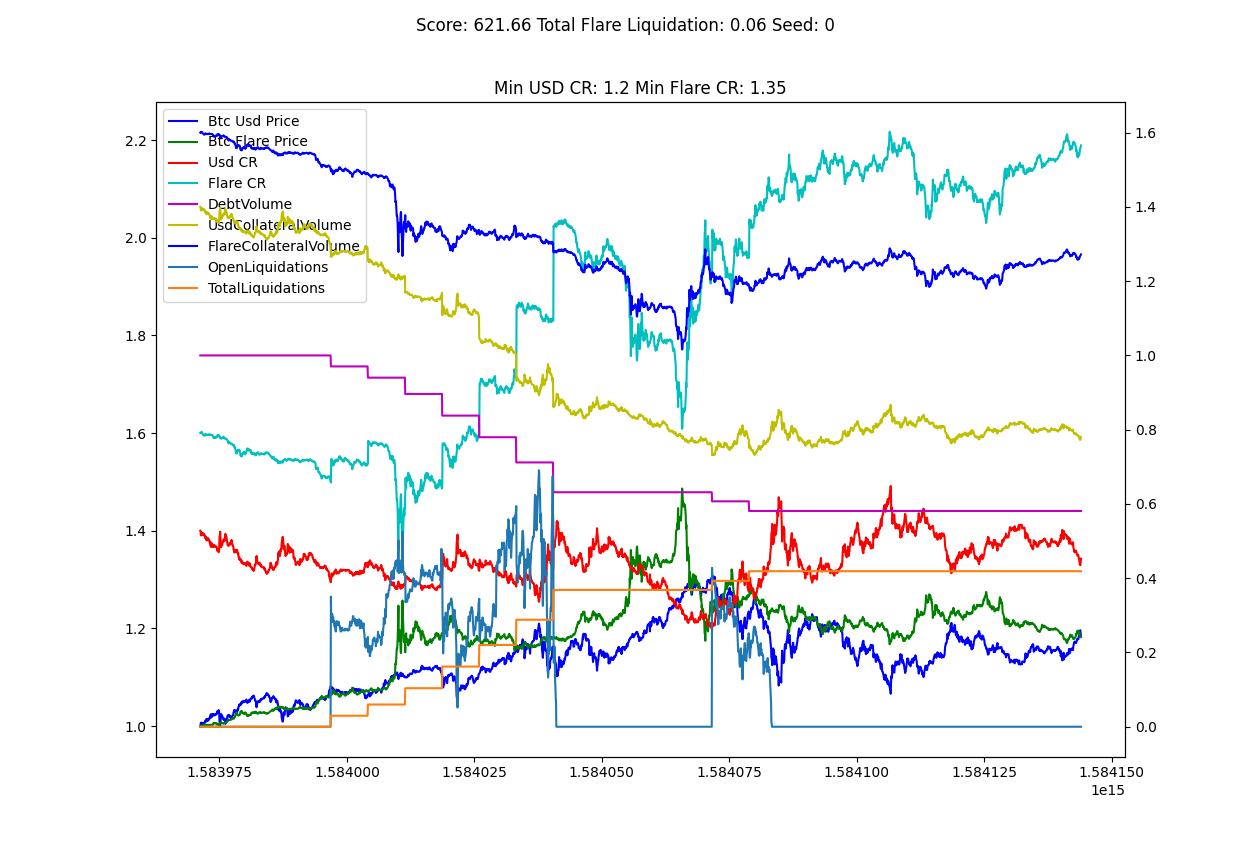 Score: 621.66 Total Flare Liquidation: 0.06 Seed: 0
Min USD CR: 1.2 Min Flare CR: 1.35
Btc Usd Price
Btc Flare Price
Usd CR
Flare CR
DebtVolume
UsdCollateralVolume
FlareCollateralVolume
OpenLiquidations
TotalLiquidations
2.2
2.0
1.8
1.6
1.4
1.2
1.0
1.6
1.4
1.2
1.0
0.8
0.6
0.4
0.2
0.0
1.583975 1.584000 1.584025 1.584050 1.584075 1.584100 1.584125 1.584150
1e15